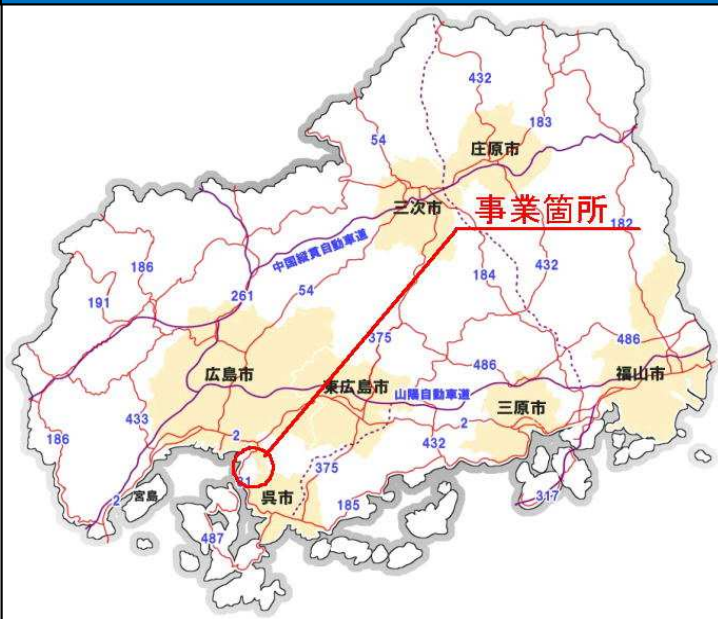 432
183
54
庄原市
三次市
事業箇所
182
中国縦貫自動車道
186
191
261
54
184
432
375
486
486
広島市
東広島市
山陽自動車道
福山市
三原市
433
186
2
2
432
31
375
呉市
185
317
2
宮島
487